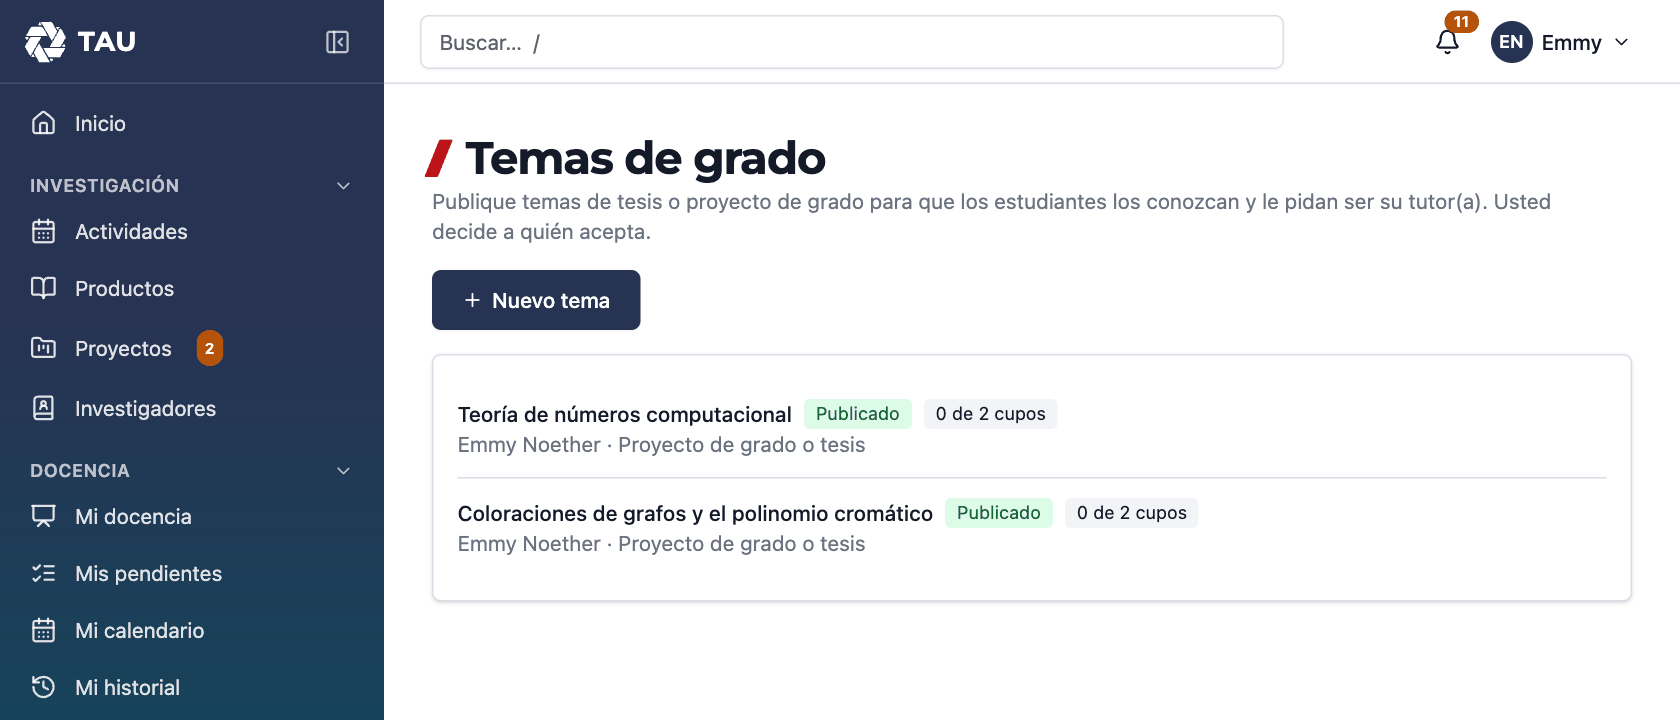 TAU
Buscar... /
11
EN
Emmy
Inicio
INVESTIGACIÓN
Actividades
Productos
Proyectos 2
Investigadores
DOCENCIA
Mi docencia
Mis pendientes
Mi calendario
Mi historial
Temas de grado
Publique temas de tesis o proyecto de grado para que los estudiantes los conozcan y le pidan ser su tutor(a). Usted
decide a quién acepta.
+ Nuevo tema
Teoría de números computacional Publicado 0 de 2 cupos
Emmy Noether · Proyecto de grado o tesis
Coloraciones de grafos y el polinomio cromático Publicado 0 de 2 cupos
Emmy Noether · Proyecto de grado o tesis